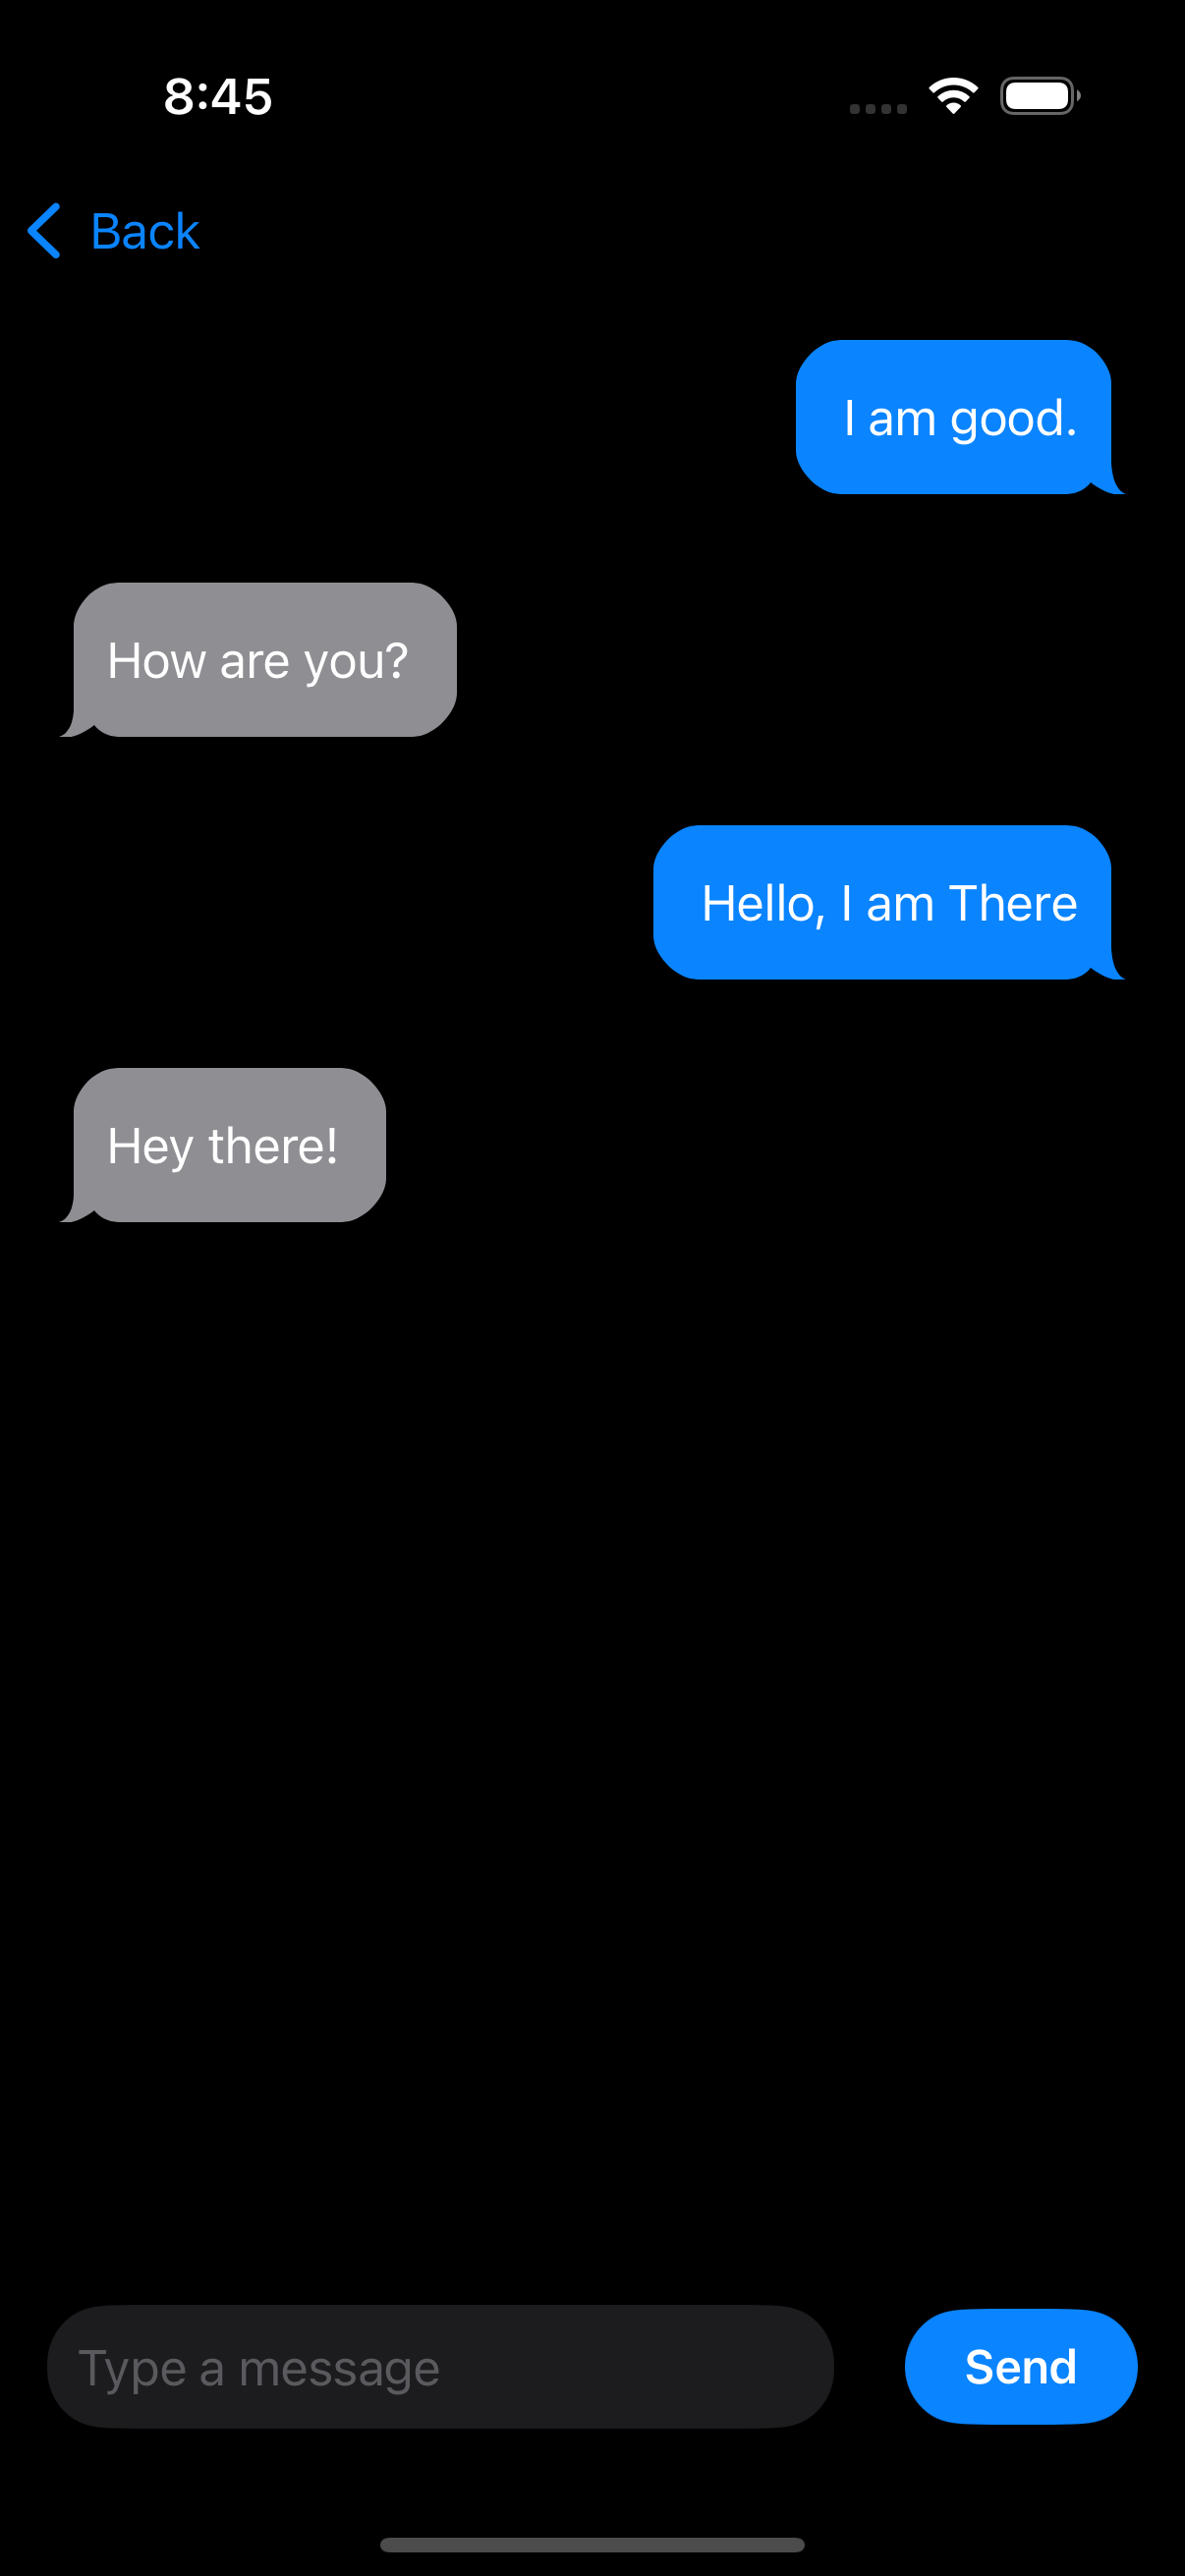 8:45
Back
I am good.
How are you?
Hello, I am There
Hey there!
Type a message
Send